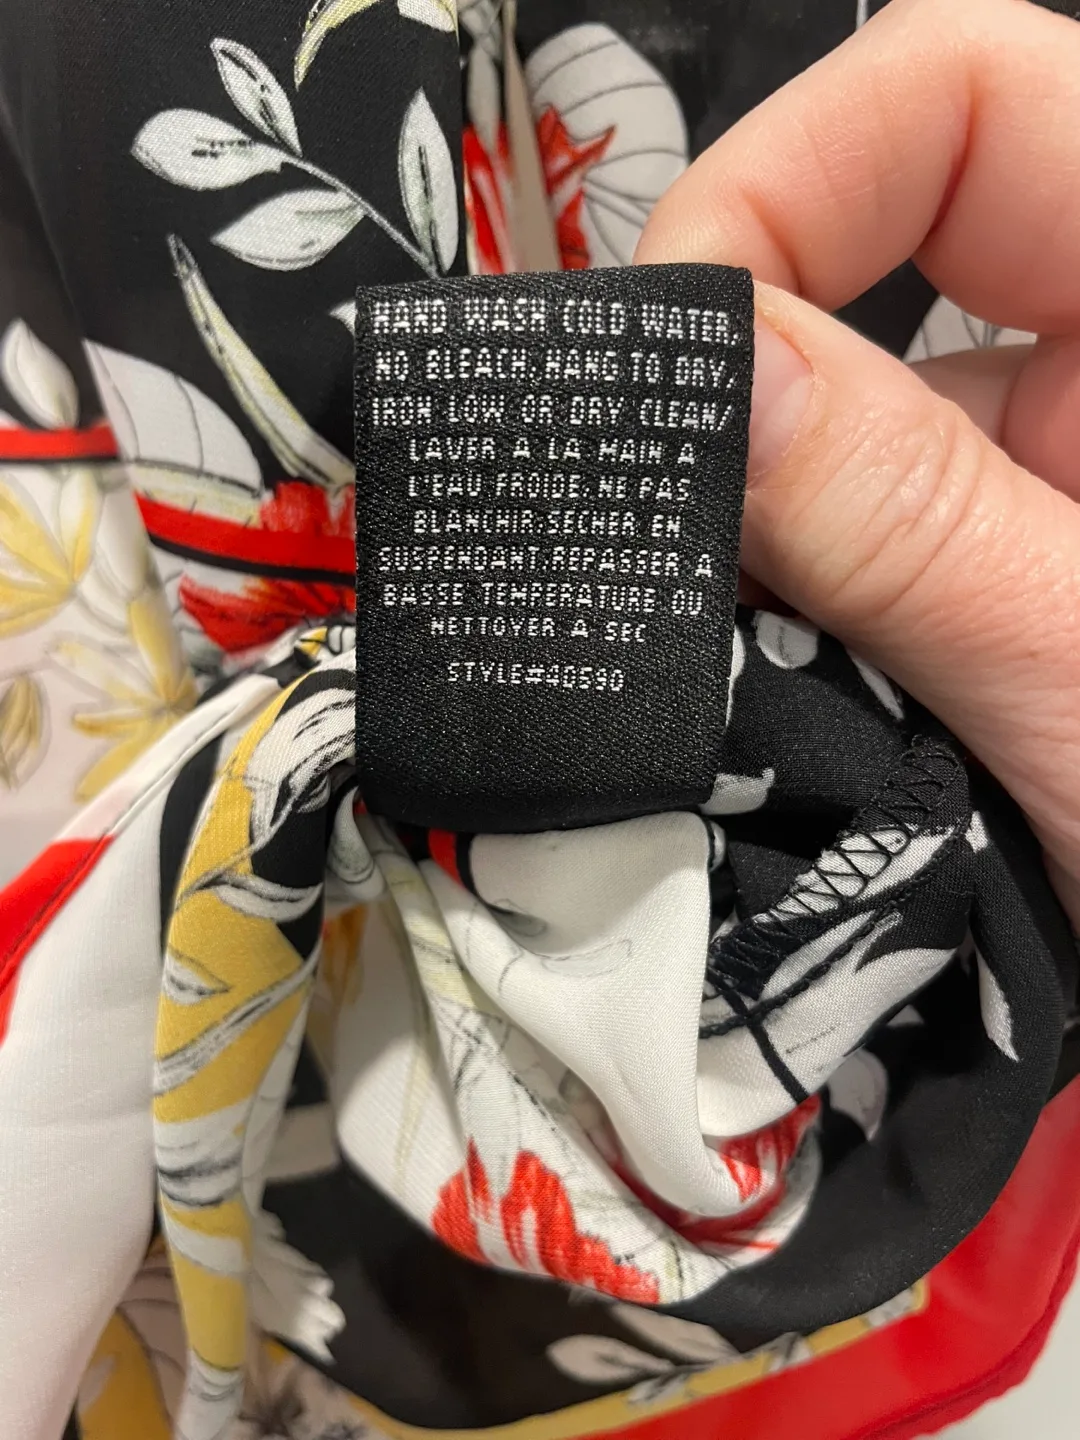 HAND WASH COLD WATER,
NO BLEACH,HANG TO DRY,
IRON LOW OR DRY CLEAN/
LAVER A LA MAIN A
L'EAU FROIDE.NE PAS
BLANCHIR.SECHER EN
SUSPENDANT.REPASSER A
BASSE TEMPERATURE OU
NETTOYER A SEC
STYLE#40590